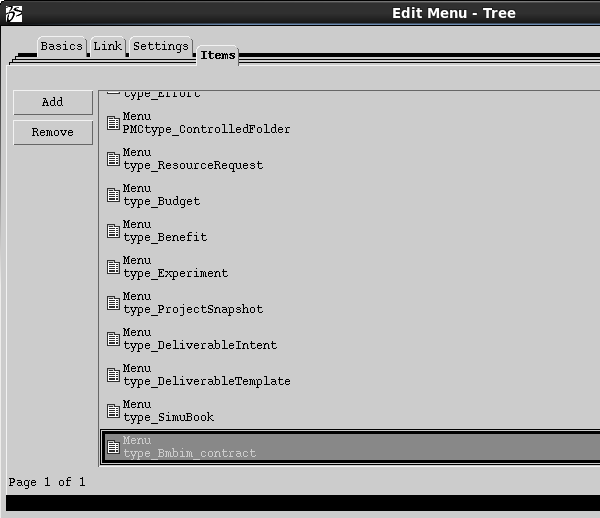 Edit Menu - Tree
Basics
Link
Settings
Items
Add
Remove
type_Effort
Menu
PMCtype_ControlledFolder
Menu
type_ResourceRequest
Menu
type_Budget
Menu
type_Benefit
Menu
type_Experiment
Menu
type_ProjectSnapshot
Menu
type_DeliverableIntent
Menu
type_DeliverableTemplate
Menu
type_SimuBook
Menu
type_Bmbim_contract
Page 1 of 1